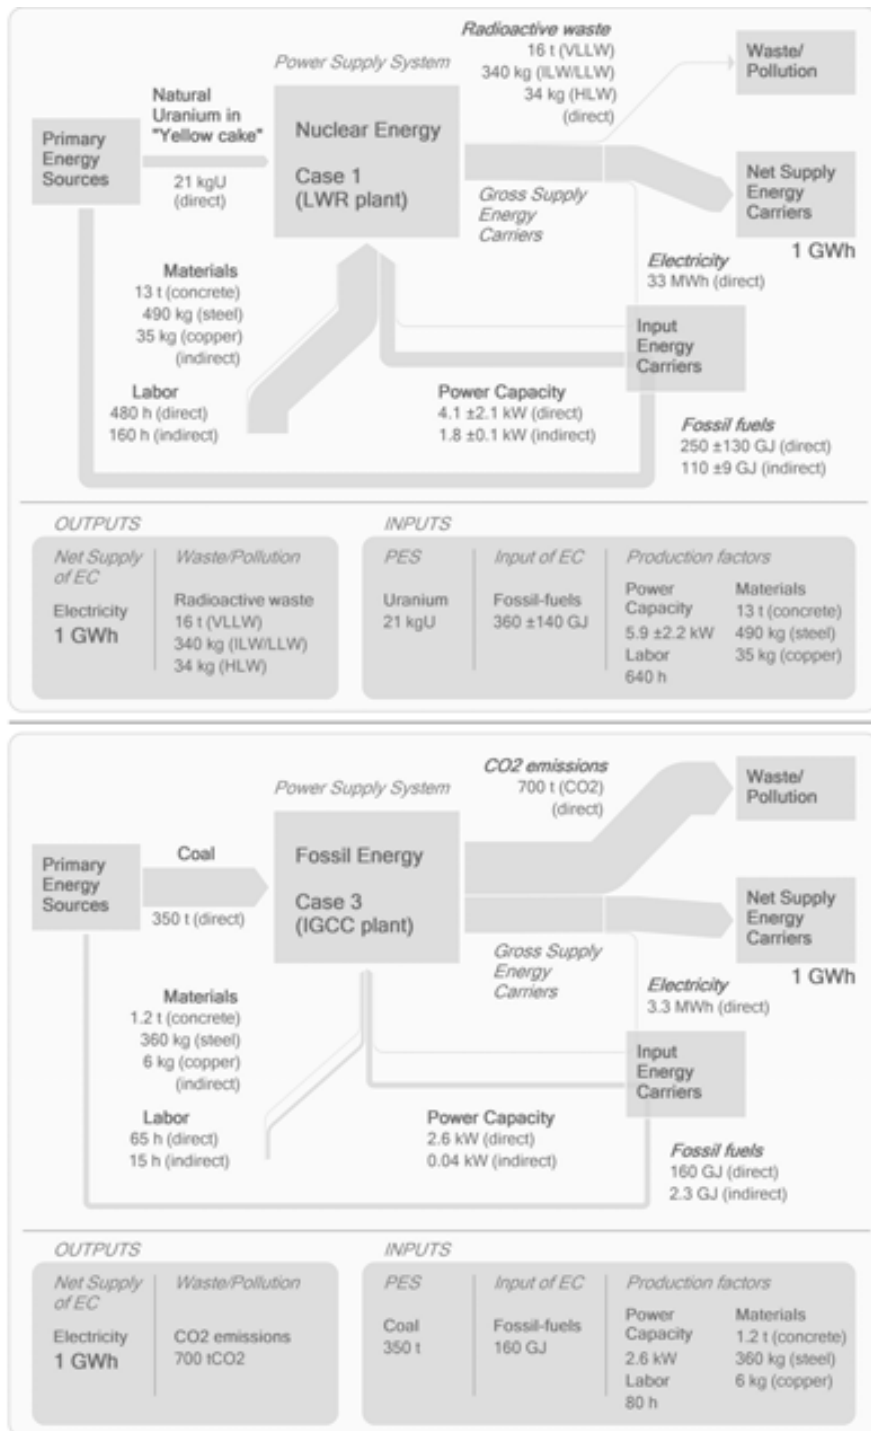 Radioactive waste
16 t (VLLW)
340 kg (ILW/LLW)
34 kg (HLW)
(direct)
Waste/
Pollution
Power Supply System
Natural
Uranium in
"Yellow cake"
Primary
Energy
Sources
21 kgU
(direct)
Nuclear Energy
Case 1
(LWR plant)
Gross Supply
Energy
Carriers
Net Supply
Energy
Carriers
1 GWh
Materials
13 t (concrete)
490 kg (steel)
35 kg (copper)
(indirect)
Electricity
33 MWh (direct)
Input
Energy
Carriers
Labor
480 h (direct)
160 h (indirect)
Power Capacity
4.1 ±2.1 kW (direct)
1.8 ±0.1 kW (indirect)
Fossil fuels
250 ±130 GJ (direct)
110 ±9 GJ (indirect)
OUTPUTS
Net Supply
of EC
Electricity
1 GWh
Waste/Pollution
Radioactive waste
16 t (VLLW)
340 kg (ILW/LLW)
34 kg (HLW)
INPUTS
PES
Uranium
21 kgU
Input of EC
Fossil-fuels
360 ±140 GJ
Production factors
Power
Capacity
5.9 ±2.2 kW
Labor
640 h
Materials
13 t (concrete)
490 kg (steel)
35 kg (copper)
CO2 emissions
700 t (CO2)
(direct)
Waste/
Pollution
Power Supply System
Coal
Primary
Energy
Sources
350 t (direct)
Fossil Energy
Case 3
(IGCC plant)
Gross Supply
Energy
Carriers
Net Supply
Energy
Carriers
1 GWh
Materials
1.2 t (concrete)
360 kg (steel)
6 kg (copper)
(indirect)
Electricity
3.3 MWh (direct)
Input
Energy
Carriers
Labor
65 h (direct)
15 h (indirect)
Power Capacity
2.6 kW (direct)
0.04 kW (indirect)
Fossil fuels
160 GJ (direct)
2.3 GJ (indirect)
OUTPUTS
Net Supply
of EC
Electricity
1 GWh
Waste/Pollution
CO2 emissions
700 tCO2
INPUTS
PES
Coal
350 t
Input of EC
Fossil-fuels
160 GJ
Production factors
Power
Capacity
2.6 kW
Labor
80 h
Materials
1.2 t (concrete)
360 kg (steel)
6 kg (copper)